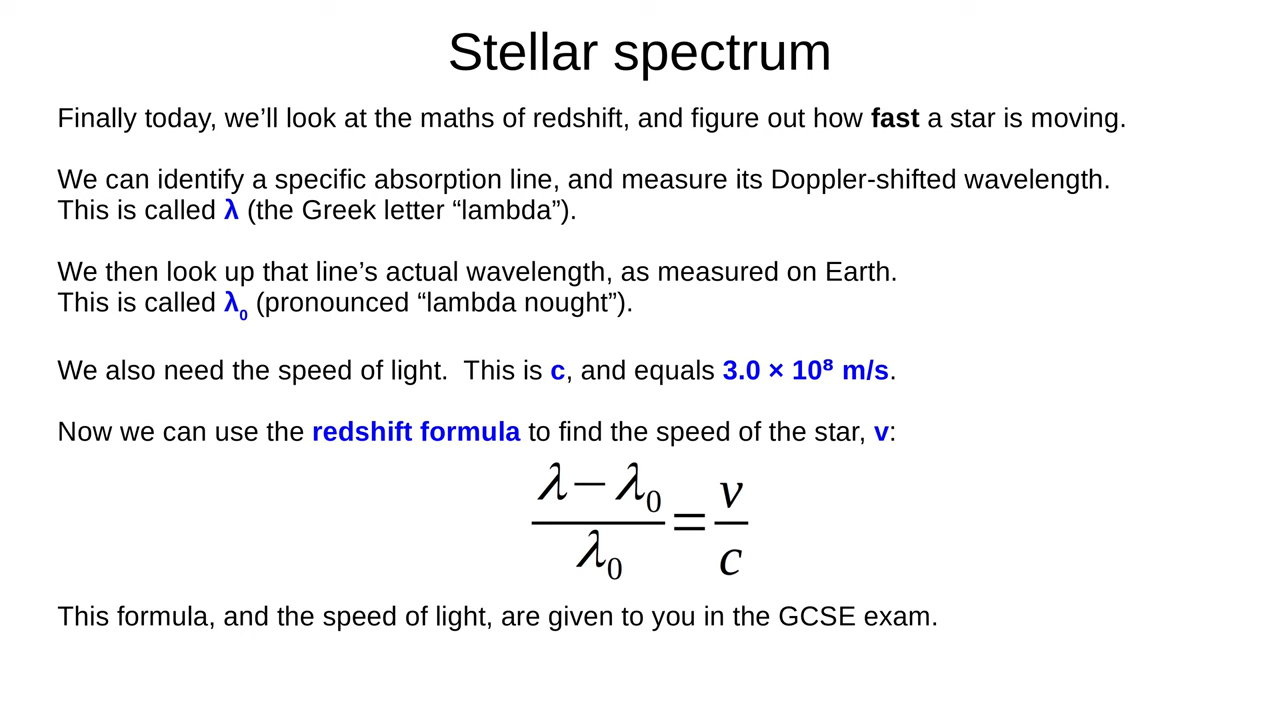 Stellar spectrum
Finally today, we’ll look at the maths of redshift, and figure out how fast a star is moving.
We can identify a specific absorption line, and measure its Doppler-shifted wavelength.
This is called λ (the Greek letter “lambda”).
We then look up that line’s actual wavelength, as measured on Earth.
This is called λ₀ (pronounced “lambda nought”).
We also need the speed of light.  This is c, and equals 3.0 × 10⁸ m/s.
Now we can use the redshift formula to find the speed of the star, v:
(λ − λ₀)/λ₀ = v/c
This formula, and the speed of light, are given to you in the GCSE exam.